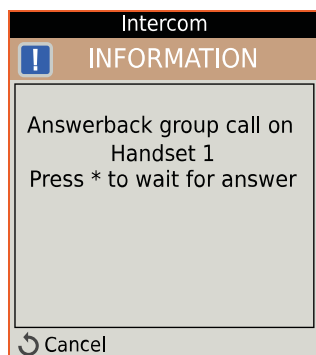 Intercom
! INFORMATION
Answerback group call on
Handset 1
Press * to wait for answer
Cancel